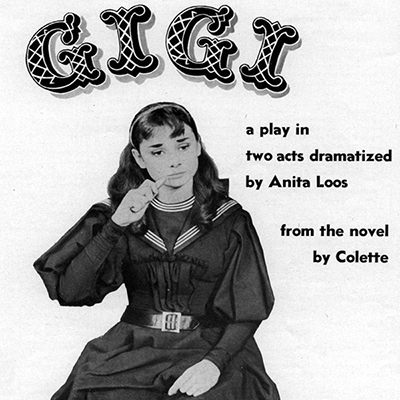 GIGI
a play in
two acts dramatized
by Anita Loos
from the novel
by Colette